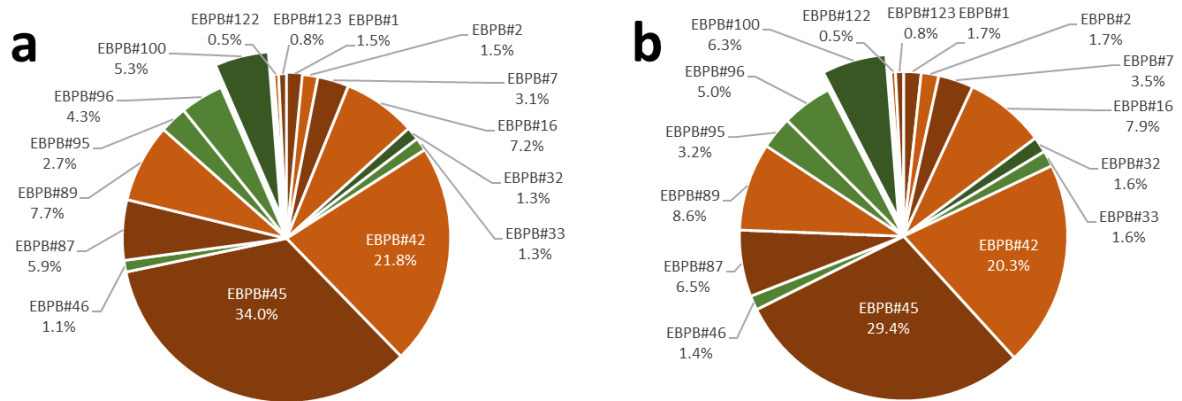 a
EBPB#122
0.5%
EBPB#123
0.8%
EBPB#1
1.5%
EBPB#2
1.5%
EBPB#7
3.1%
EBPB#16
7.2%
EBPB#32
1.3%
EBPB#33
1.3%
EBPB#42
21.8%
EBPB#45
34.0%
EBPB#46
1.1%
EBPB#87
5.9%
EBPB#89
7.7%
EBPB#95
2.7%
EBPB#96
4.3%
EBPB#100
5.3%
b
EBPB#122
0.5%
EBPB#123
0.8%
EBPB#1
1.7%
EBPB#2
1.7%
EBPB#7
3.5%
EBPB#16
7.9%
EBPB#32
1.6%
EBPB#33
1.6%
EBPB#42
20.3%
EBPB#45
29.4%
EBPB#46
1.4%
EBPB#87
6.5%
EBPB#89
8.6%
EBPB#95
3.2%
EBPB#96
5.0%
EBPB#100
6.3%